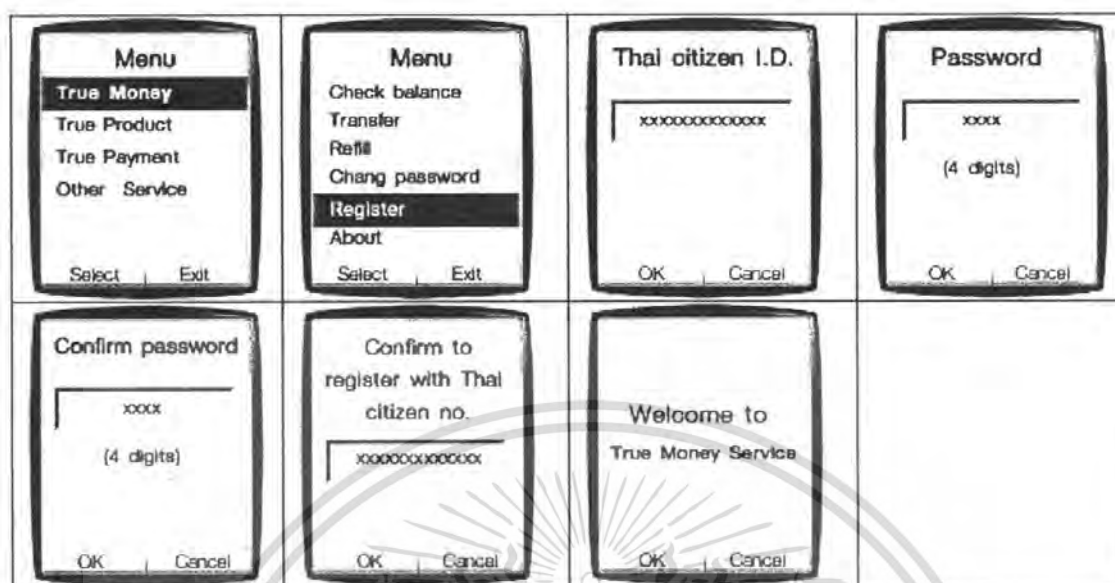 Menu
True Money
True Product
True Payment
Other Service
Select Exit
Menu
Check balance
Transfer
Refill
Chang password
Register
About
Select Exit
Thai citizen I.D.
xxxxxxxxxxxxx
OK Cancel
Password
xxxx
(4 digits)
OK Cancel
Confirm password
xxxx
(4 digits)
OK Cancel
Confirm to
register with Thai
citizen no.
xxxxxxxxxxxxx
OK Cancel
Welcome to
True Money Service
OK Cancel